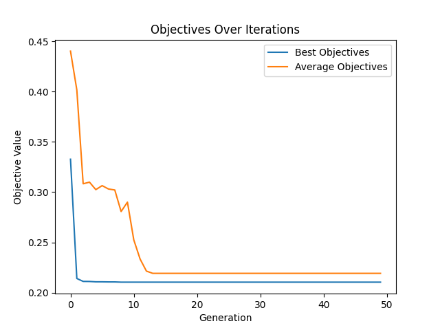 Objectives Over Iterations
0.45
0.40
0.35
0.30
0.25
0.20
Objective Value
Best Objectives
Average Objectives
0
10
20
30
40
50
Generation